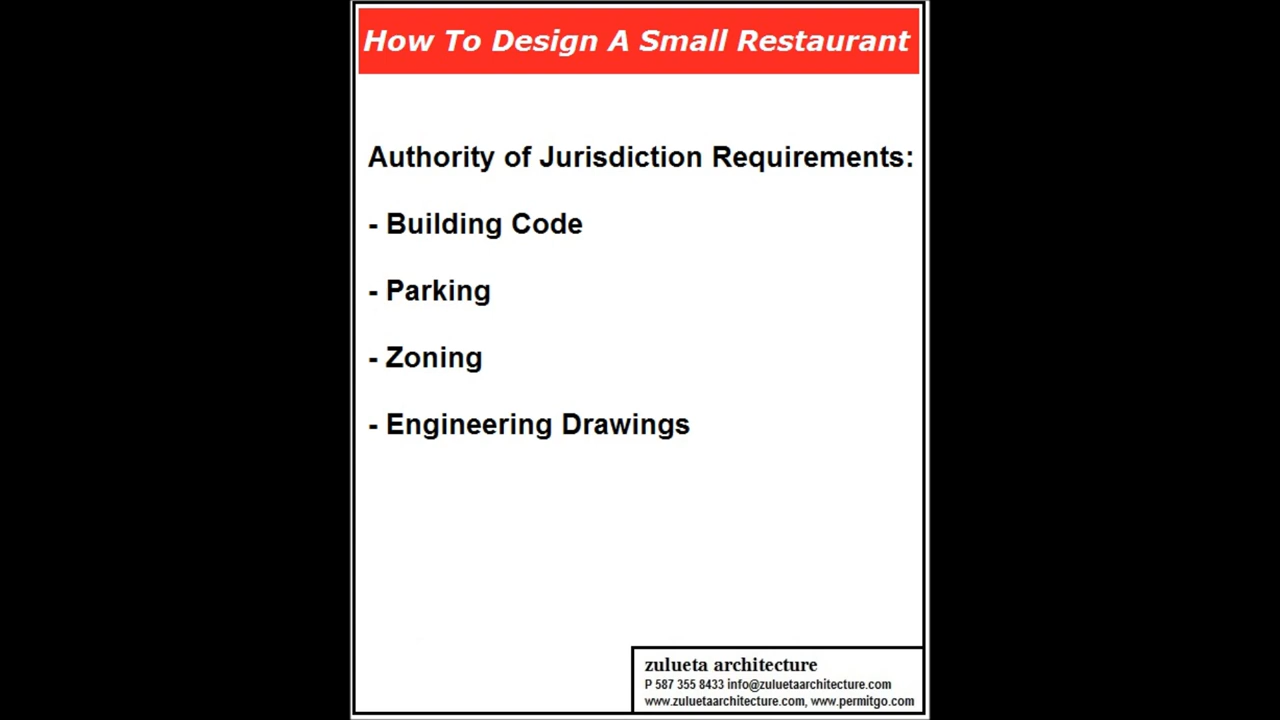 How To Design A Small Restaurant
Authority of Jurisdiction Requirements:
- Building Code
- Parking
- Zoning
- Engineering Drawings
zulueta architecture
P 587 355 8433 info@zuluetaarchitecture.com
www.zuluetaarchitecture.com, www.permitgo.com